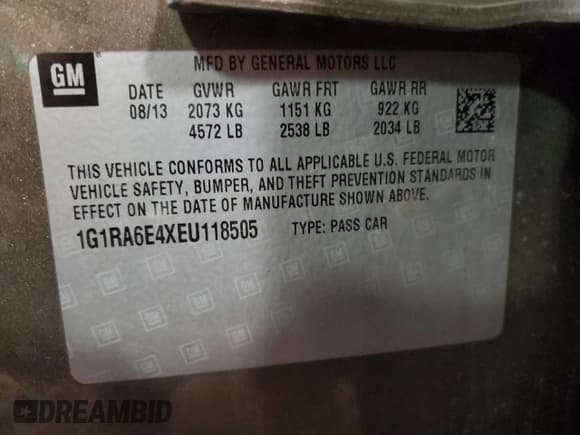 GM
MFD BY GENERAL MOTORS LLC
DATE GVWR GAWR FRT GAWR RR
08/13 2073 KG 1151 KG 922 KG
4572 LB 2538 LB 2034 LB
THIS VEHICLE CONFORMS TO ALL APPLICABLE U.S. FEDERAL MOTOR
VEHICLE SAFETY, BUMPER, AND THEFT PREVENTION STANDARDS IN
EFFECT ON THE DATE OF MANUFACTURE SHOWN ABOVE.
1G1RA6E4XEU118505 TYPE: PASS CAR
DREAMBID